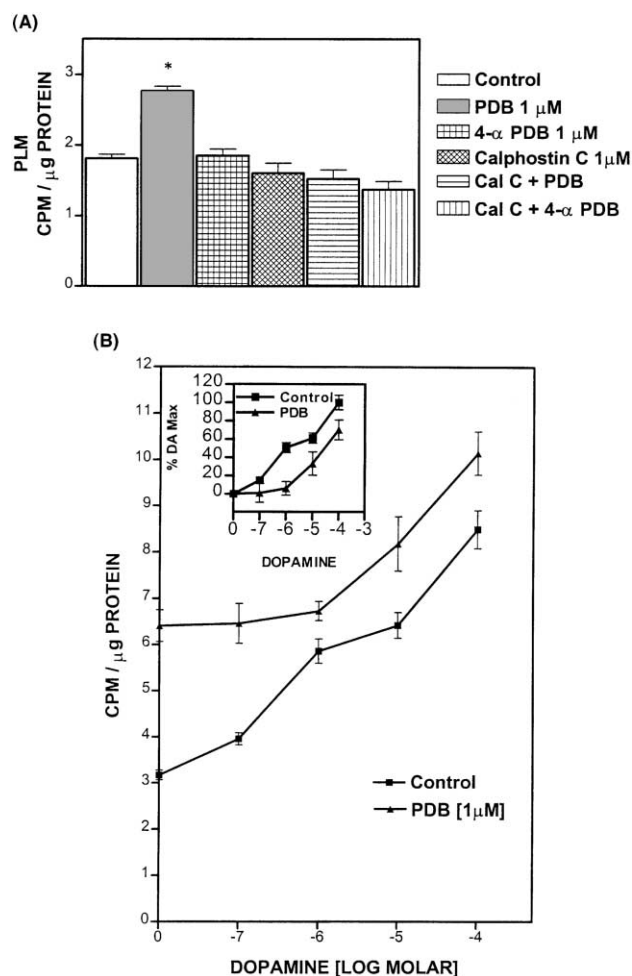 (A)
PLM
CPM / μg PROTEIN
3
2
1
0
*
Control
PDB 1 μM
4-α PDB 1 μM
Calphostin C 1μM
Cal C + PDB
Cal C + 4-α PDB
(B)
CPM / μg PROTEIN
12
11
10
9
8
7
6
5
4
3
2
1
0
% DA Max
120
100
80
60
40
20
0
Control
PDB
0 -7 -6 -5 -4 -3
DOPAMINE
Control
PDB [1μM]
0 -7 -6 -5 -4
DOPAMINE [LOG MOLAR]